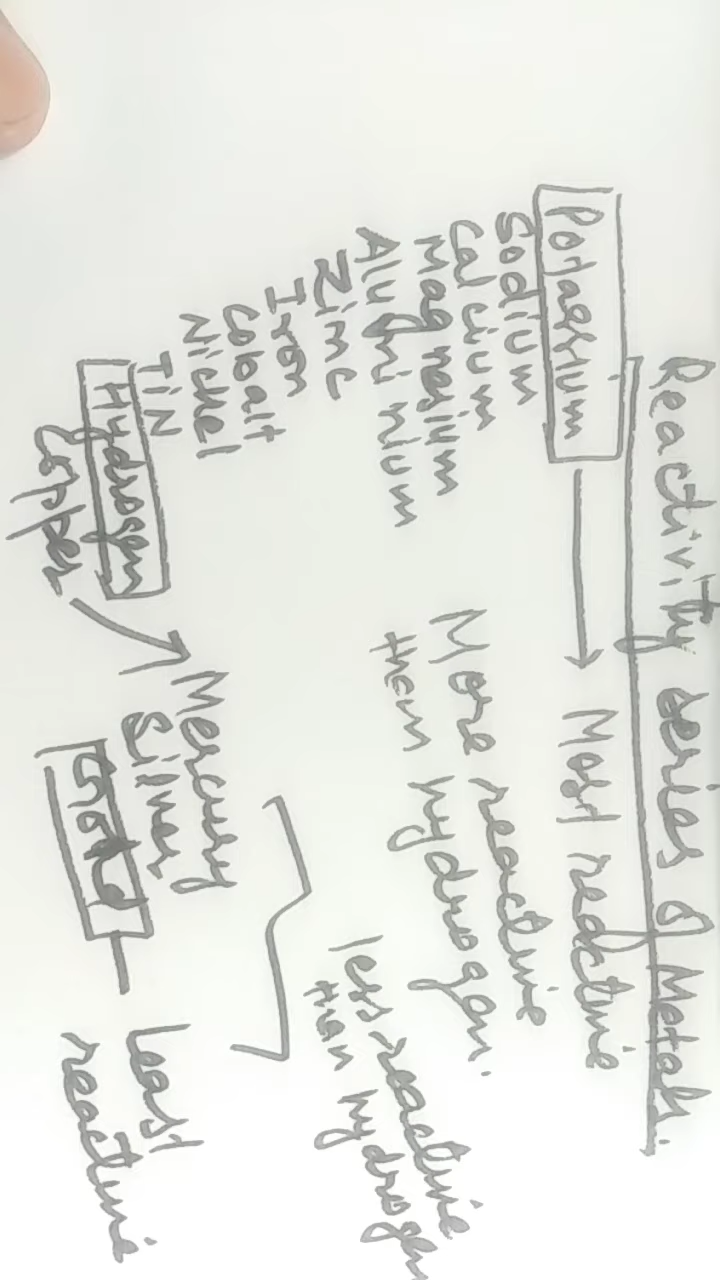 Reactivity series of Metals.
Potassium → Most reactive
Sodium
Calcium
Magnesium
Aluminium
Zinc
Iron
Cobalt
Nickel
TiN
Hydrogen
Copper
More reactive
than hydrogen.
Mercury
Silver
Gold — Least
reactive
less reactive
than hydrogen